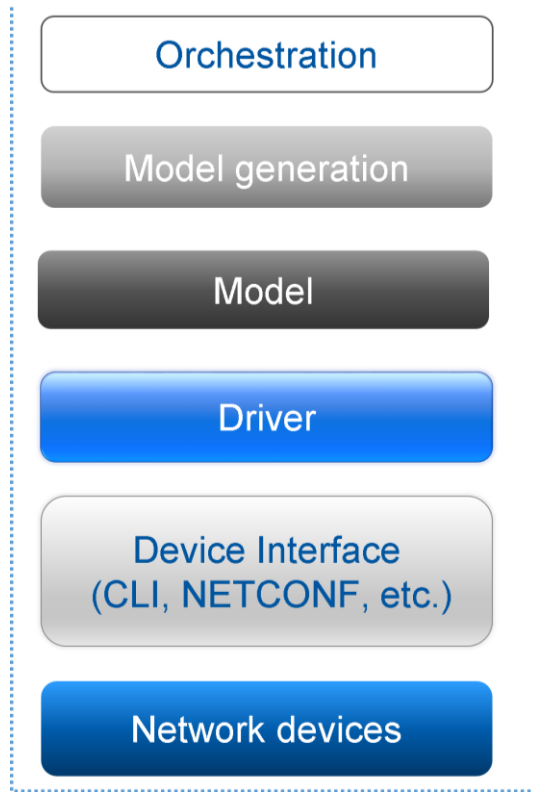 Orchestration
Model generation
Model
Driver
Device Interface
(CLI, NETCONF, etc.)
Network devices